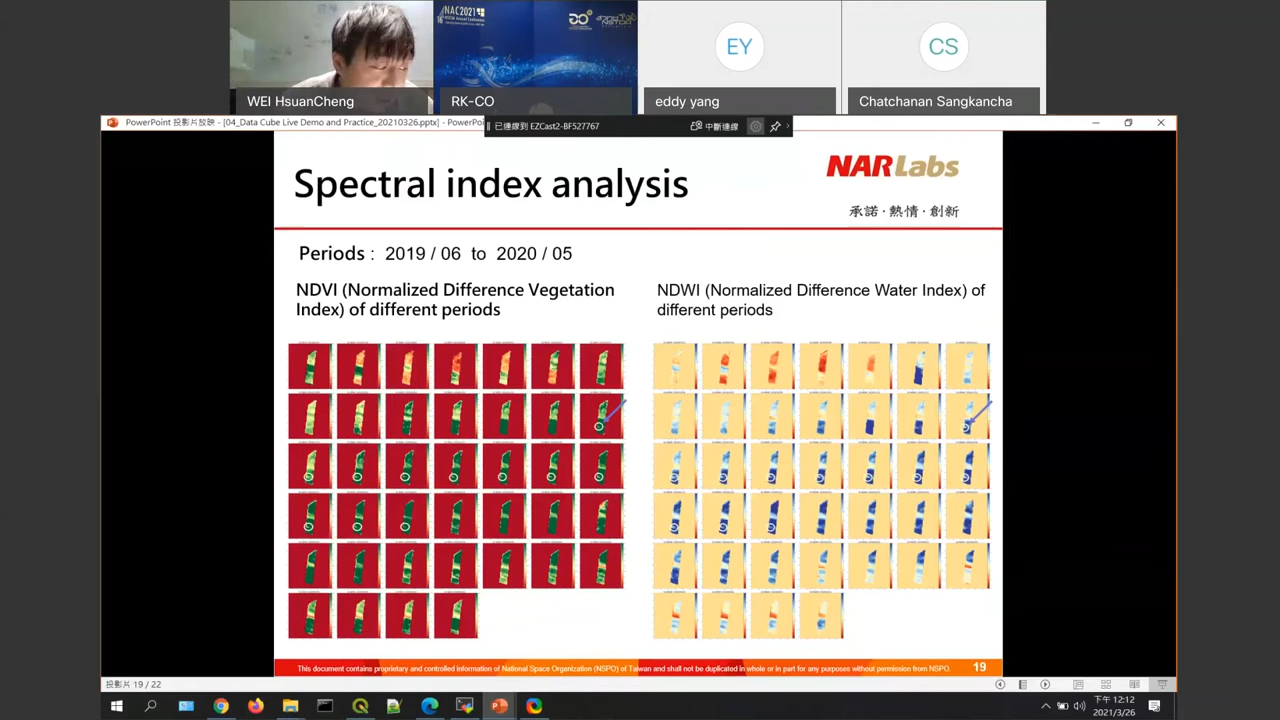 NAC2021
NSTDA
WEI HsuanCheng
RK-CO
EY
eddy yang
CS
Chatchanan Sangkancha
PowerPoint 投影片放映 - [04_Data Cube Live Demo and Practice_20210326.pptx] - PowerPoi
已連線到 EZCast2-BF527767
中斷連線
Spectral index analysis
NARLabs
承諾·熱情·創新
Periods : 2019 / 06 to 2020 / 05
NDVI (Normalized Difference Vegetation
Index) of different periods
NDWI (Normalized Difference Water Index) of
different periods
This document contains proprietary and controlled information of National Space Organization (NSPO) of Taiwan and shall not be duplicated in whole or in part for any purposes without permission from NSPO.
19
投影片 19 / 22
下午 12:12
2021/3/26